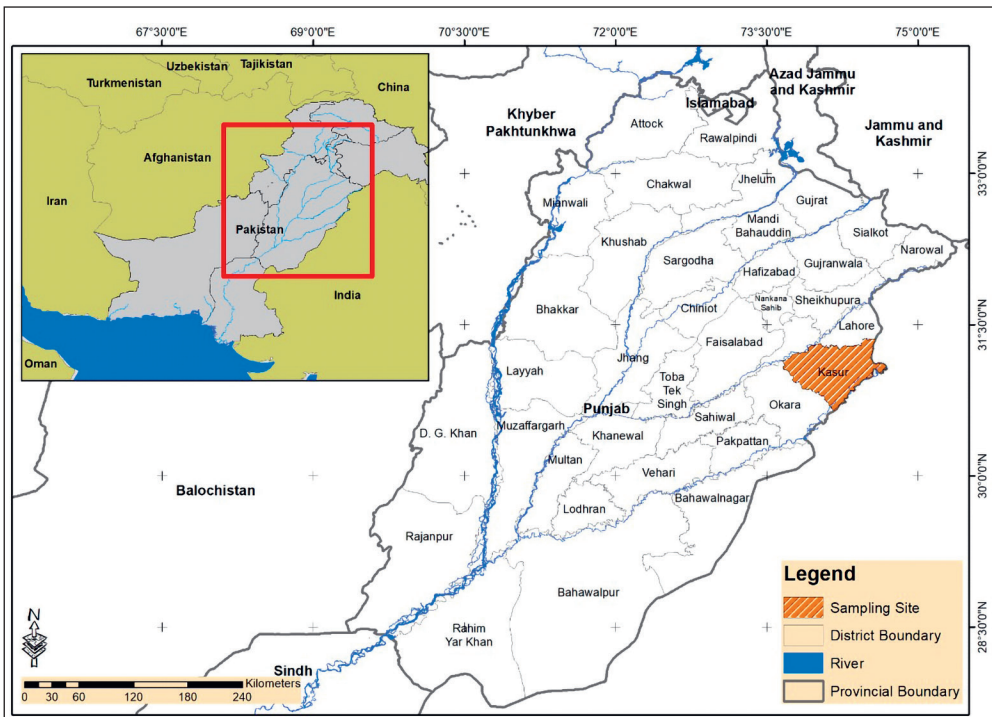 67°30'0"E
69°0'0"E
70°30'0"E
72°0'0"E
73°30'0"E
75°0'0"E
Uzbekistan
Tajikistan
Turkmenistan
China
Afghanistan
Iran
Pakistan
India
Oman
Khyber
Pakhtunkhwa
Islamabad
Azad Jammu
and Kashmir
Jammu and
Kashmir
Attock
Rawalpindi
33°0'0"N
Chakwal
Jhelum
Mianwali
Gujrat
Khushab
Mandi
Bahauddin
Sialkot
Narowal
Sargodha
Hafizabad
Gujranwala
Bhakkar
Chiniot
Nankana
Sahib
Sheikhupura
31°30'0"N
Lahore
Faisalabad
Jhang
Layyah
Kasur
Toba
Tek
Singh
Okara
Punjab
Sahiwal
Muzaffargarh
D. G. Khan
Khanewal
Pakpattan
Multan
Vehari
30°0'0"N
Balochistan
Bahawalnagar
Lodhran
Rajanpur
Bahawalpur
Rahim
Yar Khan
28°30'0"N
Sindh
N
Kilometers
0 30 60 120 180 240
Legend
Sampling Site
District Boundary
River
Provincial Boundary